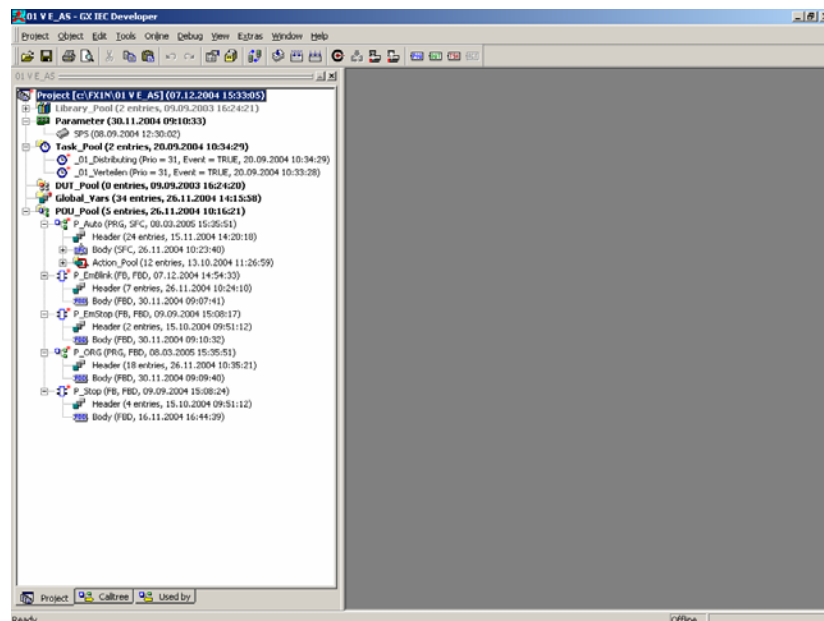 01 V E_AS - GX IEC Developer
Project Object Edit Tools Online Debug View Extras Window Help
01 V E_AS
Project [c:\FX1N\01 V E_AS] (07.12.2004 15:33:05)
Library_Pool (2 entries, 09.09.2003 16:24:21)
Parameter (30.11.2004 09:10:33)
SPS (08.09.2004 12:30:02)
Task_Pool (2 entries, 20.09.2004 10:34:29)
_01_Distributing (Prio = 31, Event = TRUE, 20.09.2004 10:34:29)
_01_Verteilen (Prio = 31, Event = TRUE, 20.09.2004 10:33:28)
DUT_Pool (0 entries, 09.09.2003 16:24:20)
Global_Vars (34 entries, 26.11.2004 14:15:58)
POU_Pool (5 entries, 26.11.2004 10:16:21)
P_Auto (PRG, SFC, 08.03.2005 15:35:51)
Header (24 entries, 15.11.2004 14:20:18)
Body (SFC, 26.11.2004 10:23:40)
Action_Pool (12 entries, 13.10.2004 11:26:59)
P_EmBlink (FB, FBD, 07.12.2004 14:54:33)
Header (7 entries, 26.11.2004 10:24:10)
Body (FBD, 30.11.2004 09:07:41)
P_EmStop (FB, FBD, 09.09.2004 15:08:17)
Header (2 entries, 15.10.2004 09:51:12)
Body (FBD, 30.11.2004 09:10:32)
P_ORG (PRG, FBD, 08.03.2005 15:35:51)
Header (18 entries, 26.11.2004 10:35:21)
Body (FBD, 30.11.2004 09:09:40)
P_Stop (FB, FBD, 09.09.2004 15:08:24)
Header (4 entries, 15.10.2004 09:51:12)
Body (FBD, 16.11.2004 16:44:39)
Project Calltree Used by
Ready Offline